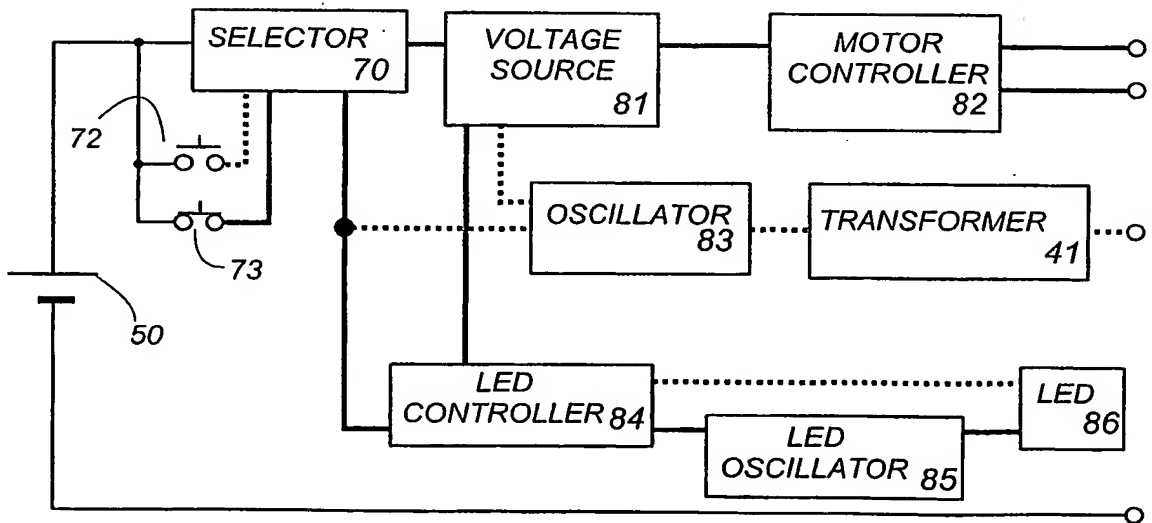 SELECTOR
70
VOLTAGE
SOURCE
81
MOTOR
CONTROLLER
82
72
73
50
OSCILLATOR
83
TRANSFORMER
41
LED
CONTROLLER 84
LED
OSCILLATOR 85
LED
86